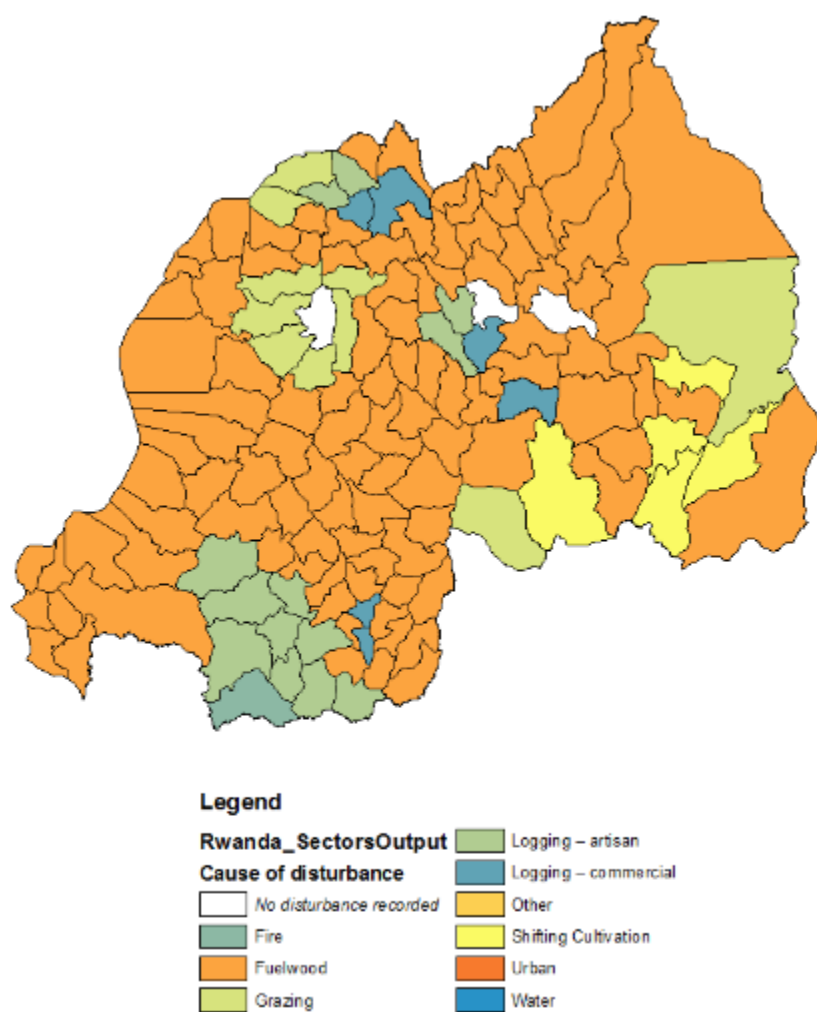 Legend
Rwanda_SectorsOutput
Cause of disturbance
No disturbance recorded
Fire
Fuelwood
Grazing
Logging – artisan
Logging – commercial
Other
Shifting Cultivation
Urban
Water